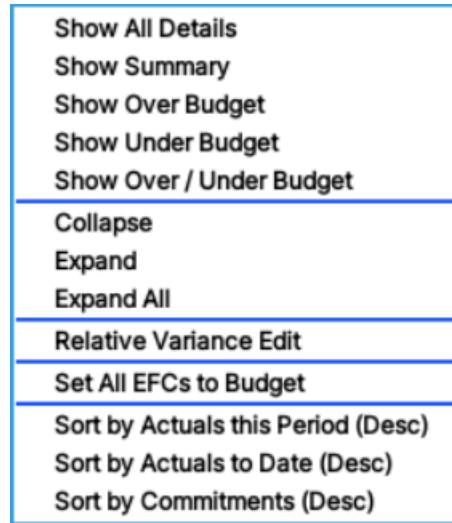 Show All Details
Show Summary
Show Over Budget
Show Under Budget
Show Over / Under Budget
Collapse
Expand
Expand All
Relative Variance Edit
Set All EFCs to Budget
Sort by Actuals this Period (Desc)
Sort by Actuals to Date (Desc)
Sort by Commitments (Desc)